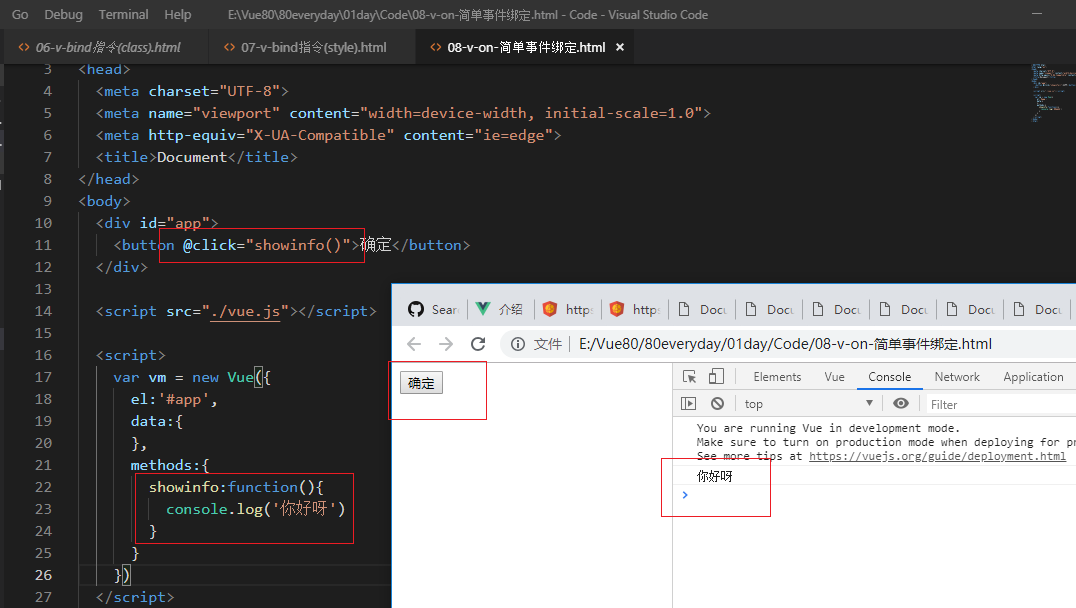 Go Debug Terminal Help E:\Vue80\80everyday\01day\Code\08-v-on-简单事件绑定.html - Code - Visual Studio Code
06-v-bind指令(class).html 07-v-bind指令(style).html 08-v-on-简单事件绑定.html ×
3 <head>
4 <meta charset="UTF-8">
5 <meta name="viewport" content="width=device-width, initial-scale=1.0">
6 <meta http-equiv="X-UA-Compatible" content="ie=edge">
7 <title>Document</title>
8 </head>
9 <body>
10 <div id="app">
11 <button @click="showinfo()">确定</button>
12 </div>
13
14 <script src="./vue.js"></script>
15
16 <script>
17 var vm = new Vue({
18 el:'#app',
19 data:{
20 },
21 methods:{
22 showinfo:function(){
23 console.log('你好呀')
24 }
25 }
26 })
27 </script>
Sear 介绍 http http Docu Docu Docu Docu Docu Docu
文件 E:/Vue80/80everyday/01day/Code/08-v-on-简单事件绑定.html
确定
Elements Vue Console Network Application
top Filter
You are running Vue in development mode.
Make sure to turn on production mode when deploying for pr
See more tips at https://vuejs.org/guide/deployment.html
你好呀